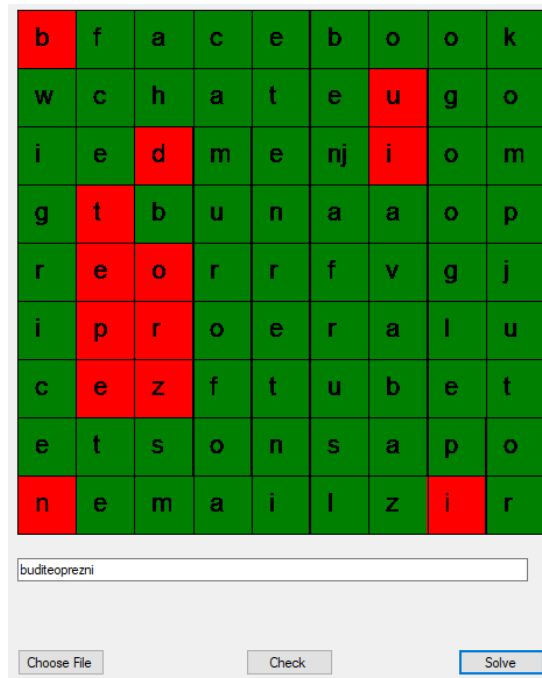 b f a c e b o o k
w c h a t e u g o
i e d m e nj i o m
g t b u n a a o p
r e o r r f v g j
i p r o e r a l u
c e z f t u b e t
e t s o n s a p o
n e m a i l z i r
buditeoprezni
Choose File Check Solve